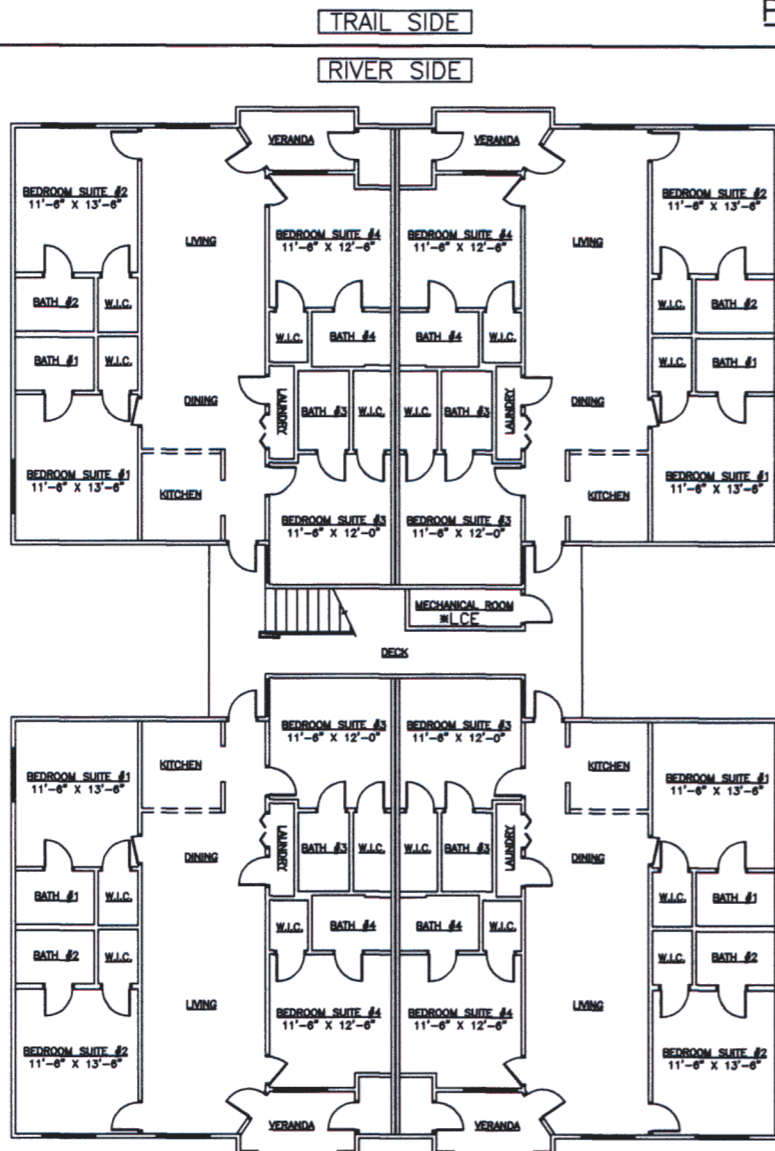 TRAIL SIDE
RIVER SIDE
VERANDA
VERANDA
BEDROOM SUITE #2
11'-6" X 13'-6"
BEDROOM SUITE #2
11'-6" X 13'-6"
LIVING
BEDROOM SUITE #4
11'-6" X 12'-6"
BEDROOM SUITE #4
11'-6" X 12'-6"
LIVING
BATH #2
W.I.C.
W.I.C.
BATH #2
W.I.C.
BATH #4
BATH #4
W.I.C.
BATH #1
W.I.C.
W.I.C.
BATH #1
DINING
LAUNDRY
BATH #3
W.I.C.
W.I.C.
BATH #3
LAUNDRY
DINING
BEDROOM SUITE #1
11'-6" X 13'-6"
KITCHEN
KITCHEN
BEDROOM SUITE #1
11'-6" X 13'-6"
BEDROOM SUITE #3
11'-6" X 12'-0"
BEDROOM SUITE #3
11'-6" X 12'-0"
MECHANICAL ROOM
*LCE
DECK
BEDROOM SUITE #3
11'-6" X 12'-0"
BEDROOM SUITE #3
11'-6" X 12'-0"
BEDROOM SUITE #1
11'-6" X 13'-6"
KITCHEN
KITCHEN
BEDROOM SUITE #1
11'-6" X 13'-6"
DINING
LAUNDRY
BATH #3
W.I.C.
W.I.C.
BATH #3
LAUNDRY
DINING
BATH #1
W.I.C.
W.I.C.
BATH #1
W.I.C.
BATH #4
BATH #4
W.I.C.
BATH #2
W.I.C.
W.I.C.
BATH #2
LIVING
BEDROOM SUITE #4
11'-6" X 12'-6"
BEDROOM SUITE #4
11'-6" X 12'-6"
LIVING
BEDROOM SUITE #2
11'-6" X 13'-6"
BEDROOM SUITE #2
11'-6" X 13'-6"
VERANDA
VERANDA